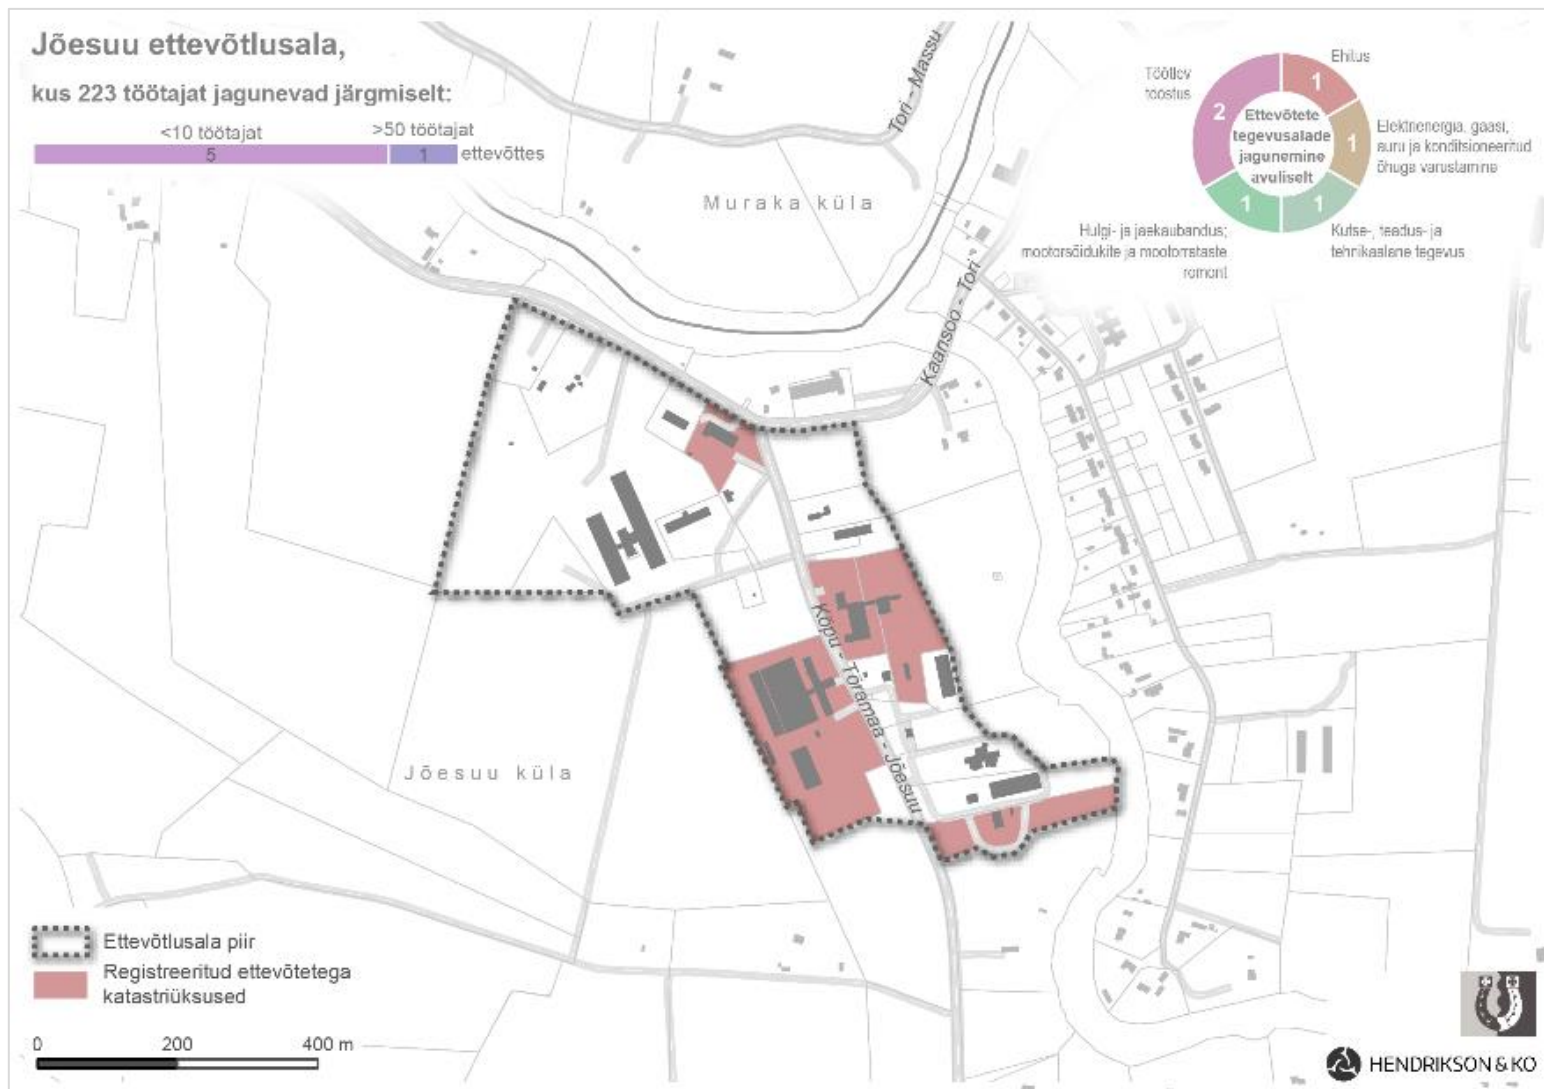 Jõesuu ettevõtlusala,
kus 223 töötajat jagunevad järgmiselt:
<10 töötajat
>50 töötajat
5
1
ettevõttes
Tori - Massu
Muraka küla
Kaansoo - Tori
Töötlev
tööstus
2
Ehitus
1
Ettevõtete
tegevusalade
jagunemine
avuliselt
1
Elektrienergia, gaasi,
auru ja konditsioneeritud
õhuga varustamine
1
1
Hulgi- ja jaekaubandus;
mootorsõidukite ja mootorrataste
remont
Kutse-, teadus- ja
tehnikaalane tegevus
Kõpu - Tõramaa - Jõesuu
Jõesuu küla
Ettevõtlusala piir
Registreeritud ettevõtetega
katastriüksused
0
200
400 m
HENDRIKSON & KO